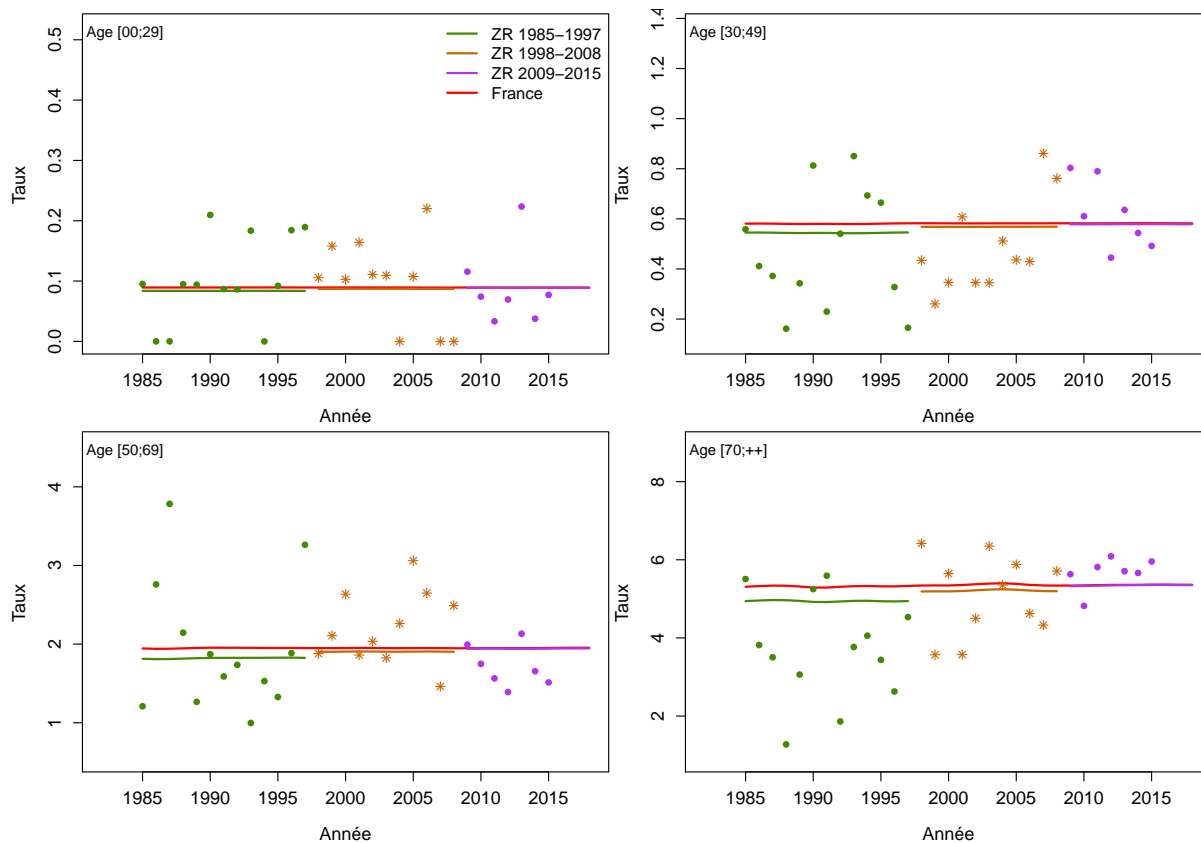 Age [00;29]
ZR 1985−1997
ZR 1998−2008
ZR 2009−2015
France
0.5
0.4
0.3
0.2
0.1
0.0
Taux
1985 1990 1995 2000 2005 2010 2015
Année
Age [30;49]
1.4
1.2
1.0
0.8
0.6
0.4
0.2
Taux
1985 1990 1995 2000 2005 2010 2015
Année
Age [50;69]
4
3
2
1
Taux
1985 1990 1995 2000 2005 2010 2015
Année
Age [70;++]
8
6
4
2
Taux
1985 1990 1995 2000 2005 2010 2015
Année